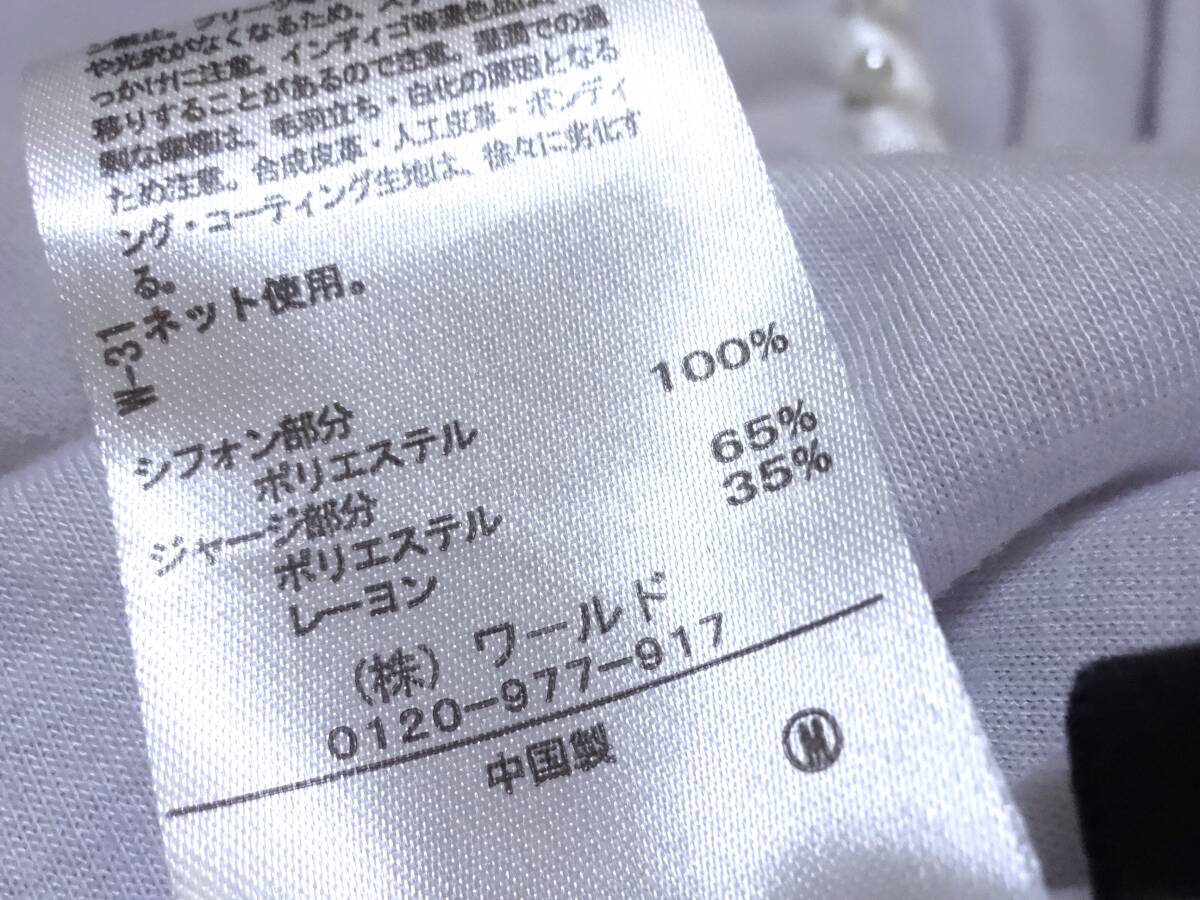 や光沢がなくなるため、
っかけに注意。インディゴ等濃色品は
移りすることがあるので注意。湿潤での過
剰な摩擦は、毛羽立ち・白化の原因となる
ため注意。合成皮革・人工皮革・ボンディ
ング・コーティング生地は、徐々に劣化す
る。
ネット使用。
W-31
シフォン部分
ポリエステル 100%
ジャージ部分
ポリエステル 65%
レーヨン 35%
(株) ワールド
0120-977-917
中国製 M